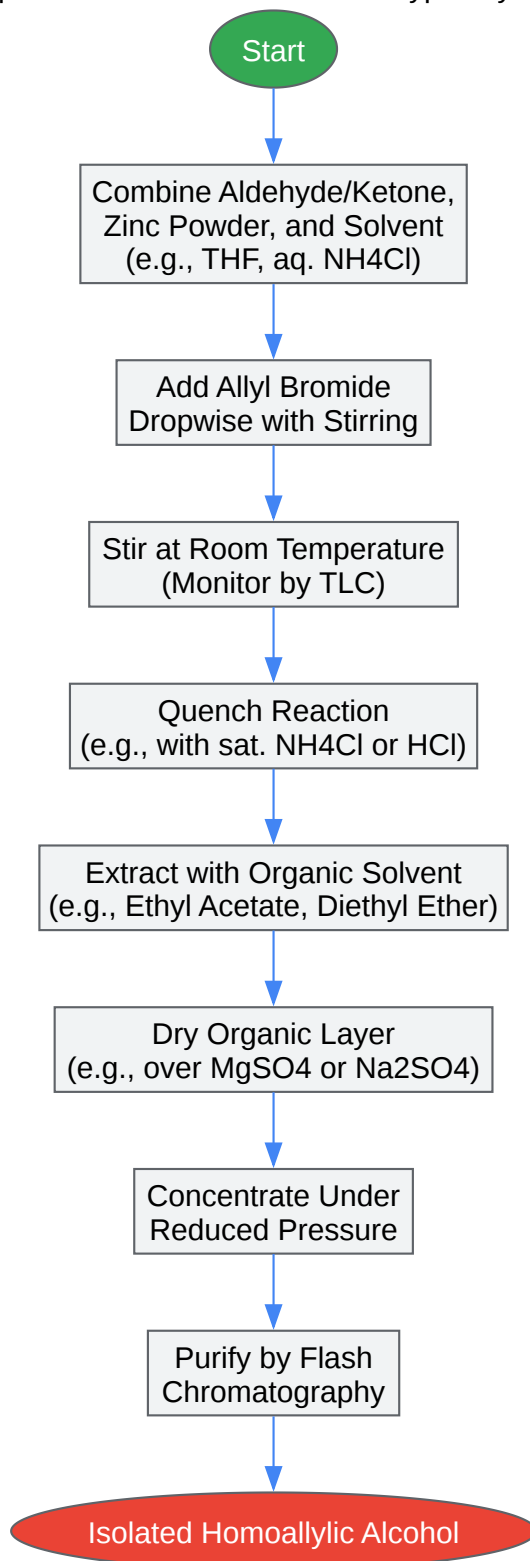 Start
Combine Aldehyde/Ketone,
Zinc Powder, and Solvent
(e.g., THF, aq. NH4Cl)
Add Allyl Bromide
Dropwise with Stirring
Stir at Room Temperature
(Monitor by TLC)
Quench Reaction
(e.g., with sat. NH4Cl or HCl)
Extract with Organic Solvent
(e.g., Ethyl Acetate, Diethyl Ether)
Dry Organic Layer
(e.g., over MgSO4 or Na2SO4)
Concentrate Under
Reduced Pressure
Purify by Flash
Chromatography
Isolated Homoallylic Alcohol